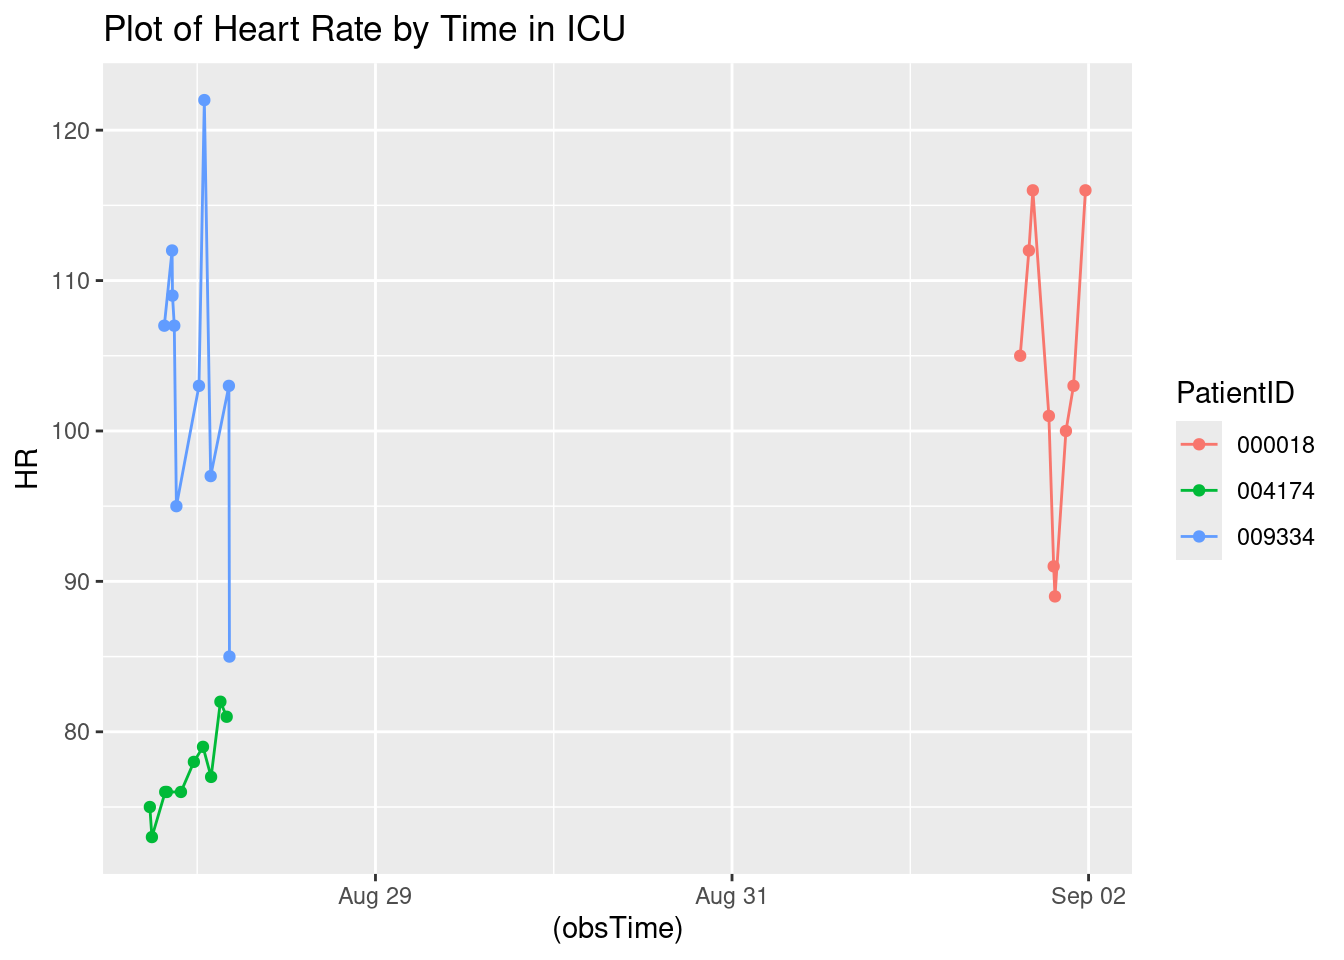 Plot of Heart Rate by Time in ICU
120
110
100
90
80
HR
Aug 29
Aug 31
Sep 02
(obsTime)
PatientID
000018
004174
009334